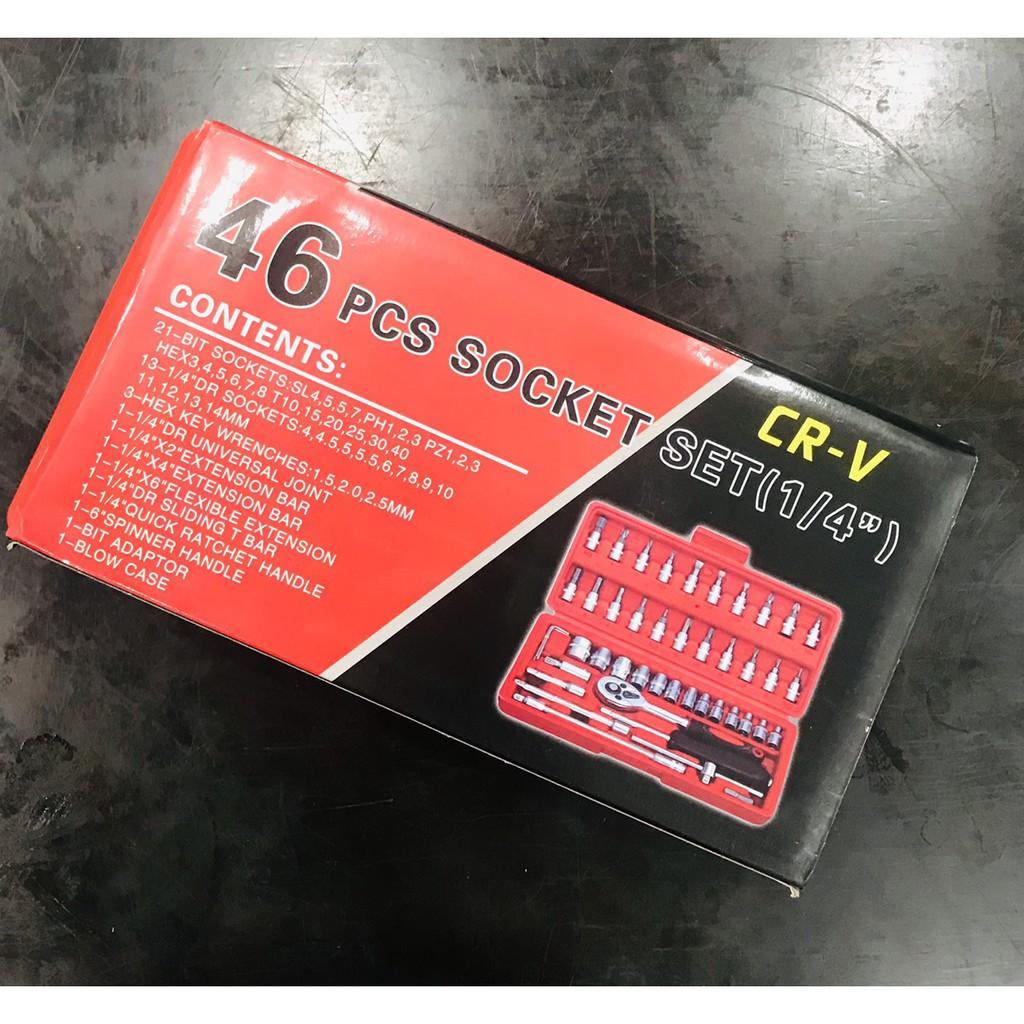 46 PCS SOCKET SET(1/4”)
CR-V
CONTENTS:
21-BIT SOCKETS:SL4,5.5,7,PH1,2,3 PZ1,2,3
HEX3,4,5,6,7,8 T10,15,20,25,30,40
13-1/4"DR SOCKETS:4,4.5,5,5.5,6,7,8,9,10
11,12,13,14MM
3-HEX KEY WRENCHES:1.5,2.0,2.5MM
1-1/4"DR UNIVERSAL JOINT
1-1/4"X2"EXTENSION BAR
1-1/4"X4"EXTENSION BAR
1-1/4"X6"FLEXIBLE EXTENSION
1-1/4"DR SLIDING T BAR
1-1/4"QUICK RATCHET HANDLE
1-6"SPINNER HANDLE
1-BIT ADAPTOR
1-BLOW CASE